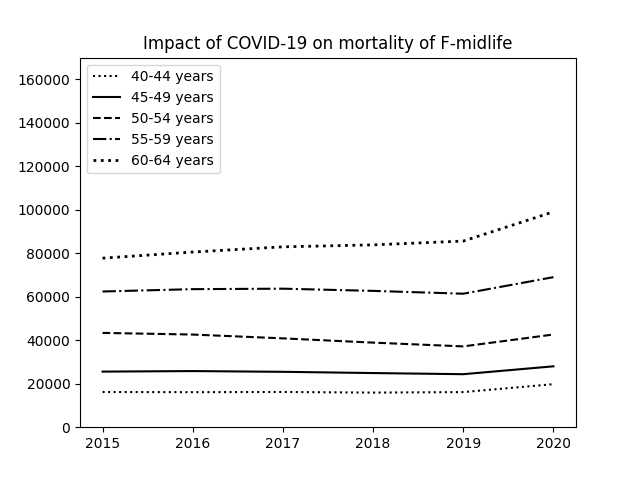 Impact of COVID-19 on mortality of F-midlife
40-44 years
45-49 years
50-54 years
55-59 years
60-64 years
160000
140000
120000
100000
80000
60000
40000
20000
0
2015 2016 2017 2018 2019 2020